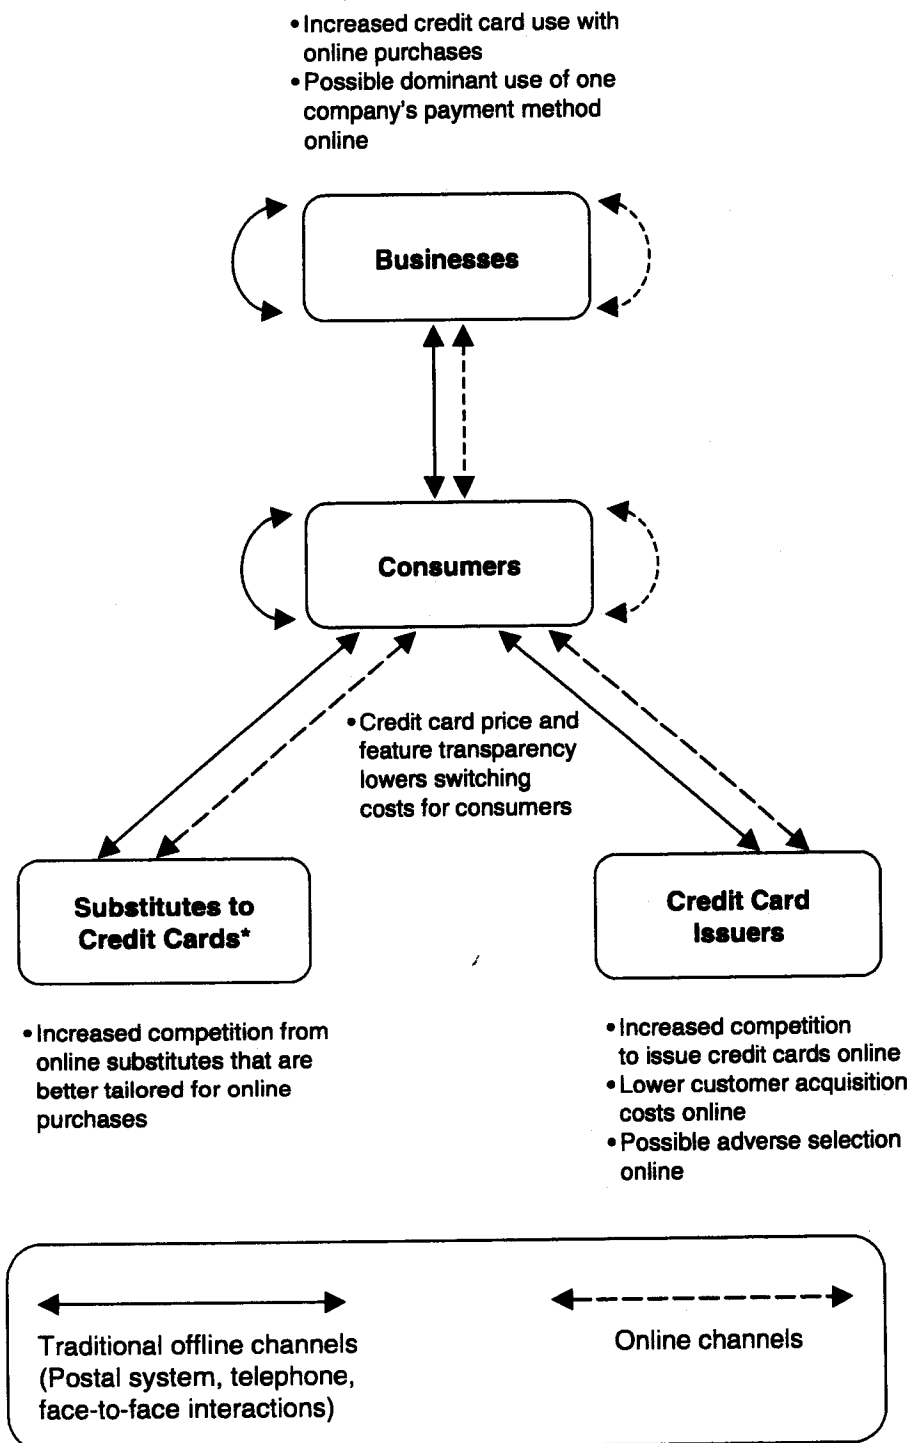 • Increased credit card use with
online purchases
• Possible dominant use of one
company's payment method
online
Businesses
Consumers
• Credit card price and
feature transparency
lowers switching
costs for consumers
Substitutes to
Credit Cards*
Credit Card
Issuers
• Increased competition from
online substitutes that are
better tailored for online
purchases
• Increased competition
to issue credit cards online
• Lower customer acquisition
costs online
• Possible adverse selection
online
Traditional offline channels
(Postal system, telephone,
face-to-face interactions)
Online channels